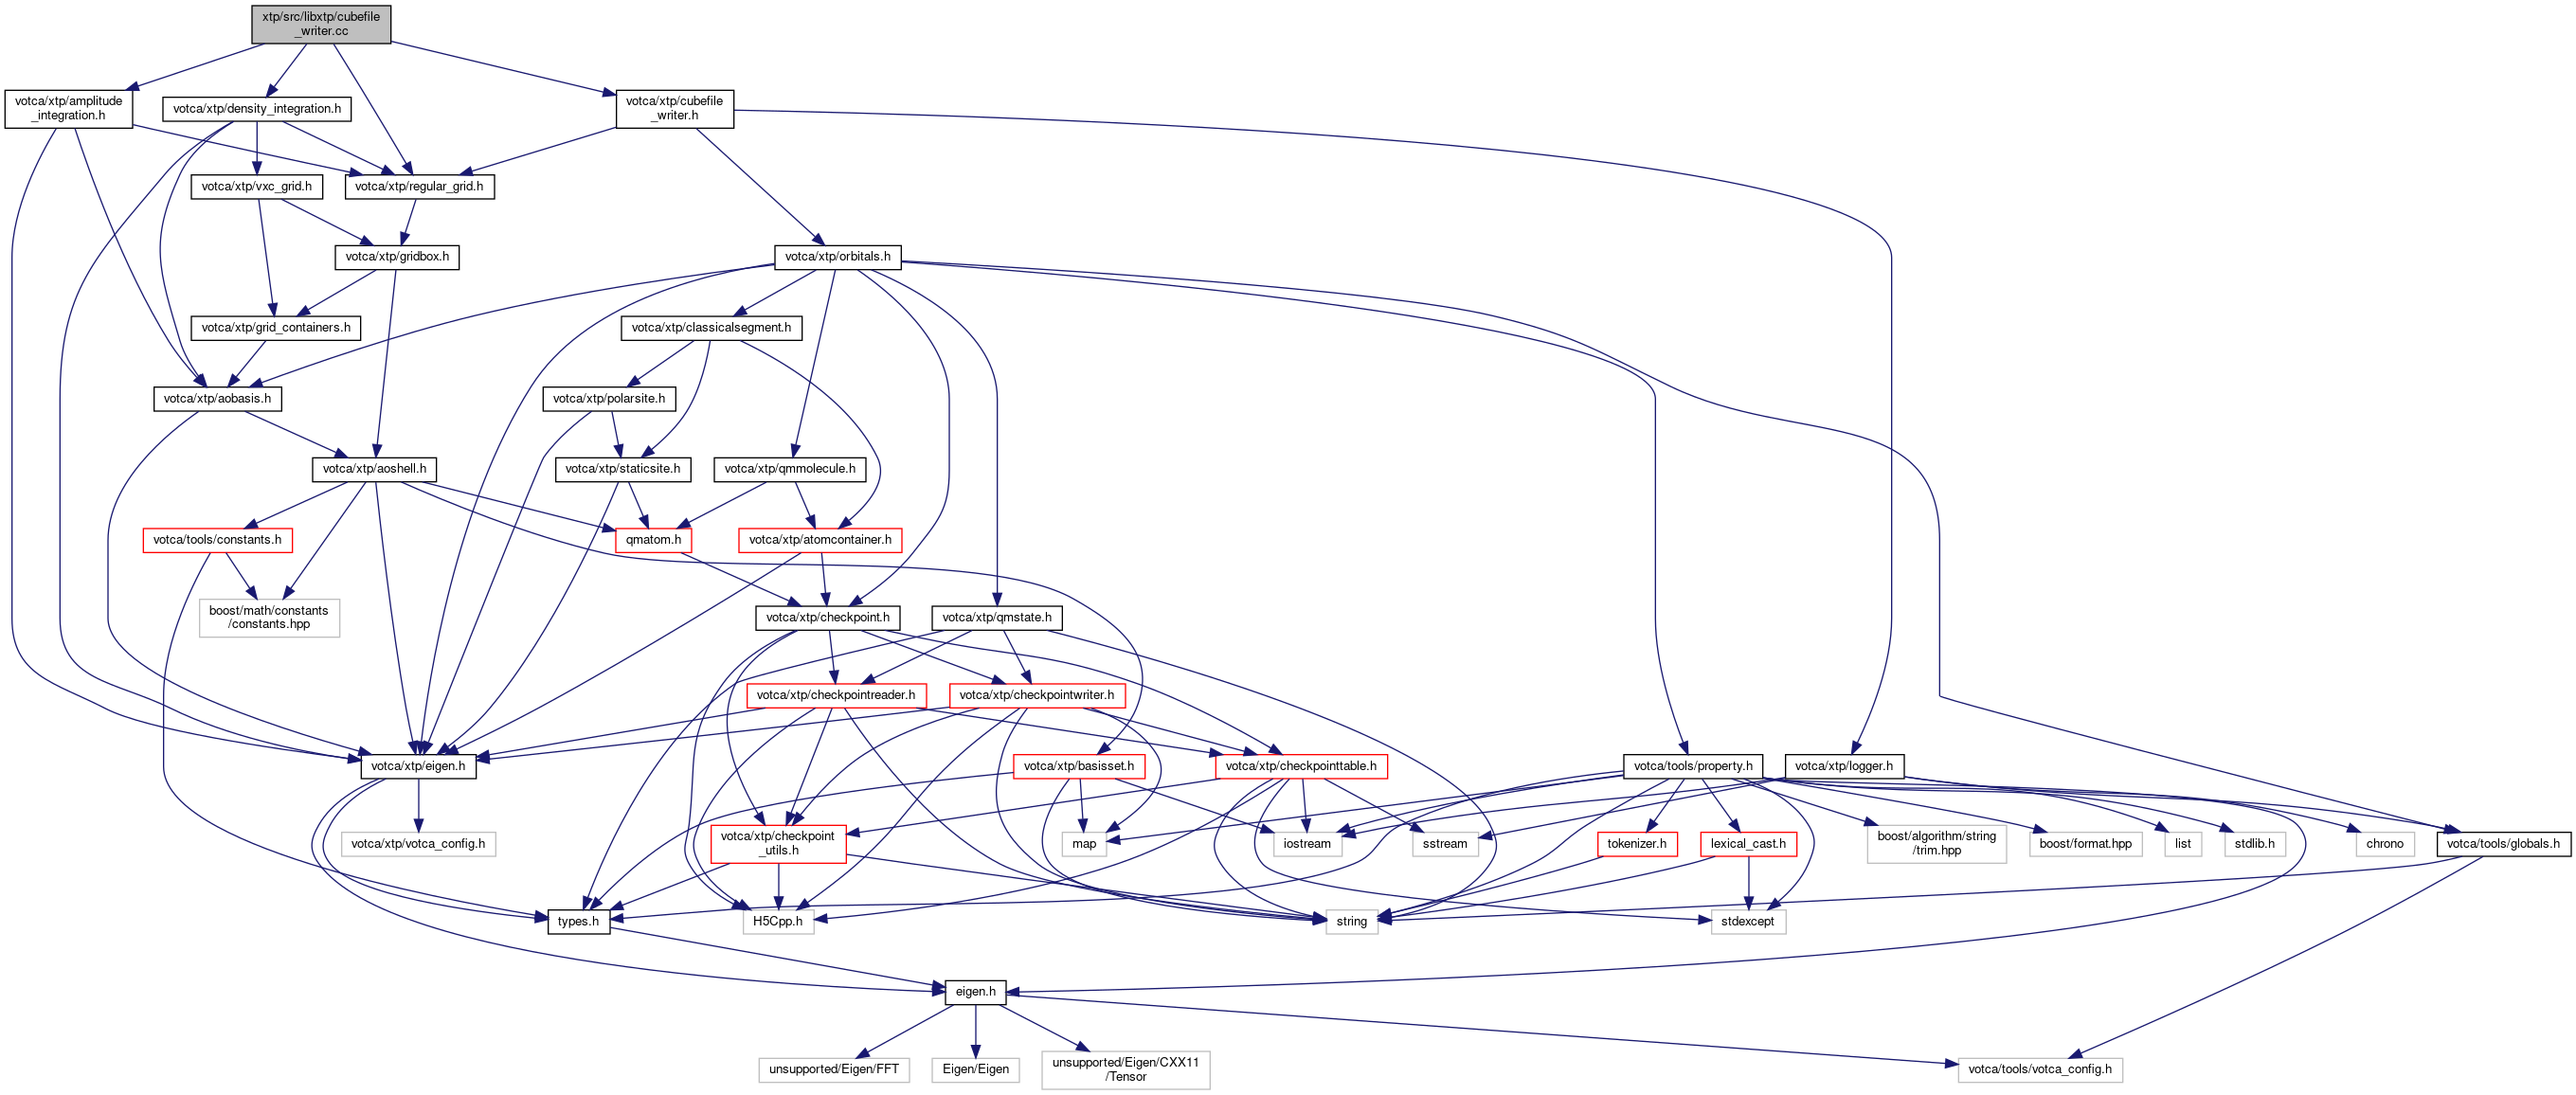 xtp/src/libxtp/cubefile
_writer.cc
votca/xtp/amplitude
_integration.h
votca/xtp/density_integration.h
votca/xtp/cubefile
_writer.h
votca/xtp/vxc_grid.h
votca/xtp/regular_grid.h
votca/xtp/gridbox.h
votca/xtp/orbitals.h
votca/xtp/grid_containers.h
votca/xtp/classicalsegment.h
votca/xtp/aobasis.h
votca/xtp/polarsite.h
votca/xtp/aoshell.h
votca/xtp/staticsite.h
votca/xtp/qmmolecule.h
votca/tools/constants.h
qmatom.h
votca/xtp/atomcontainer.h
boost/math/constants
/constants.hpp
votca/xtp/checkpoint.h
votca/xtp/qmstate.h
votca/xtp/checkpointreader.h
votca/xtp/checkpointwriter.h
votca/xtp/eigen.h
votca/xtp/basisset.h
votca/xtp/checkpointtable.h
votca/tools/property.h
votca/xtp/logger.h
votca/xtp/votca_config.h
votca/xtp/checkpoint
_utils.h
map
iostream
sstream
tokenizer.h
lexical_cast.h
boost/algorithm/string
/trim.hpp
boost/format.hpp
list
stdlib.h
chrono
votca/tools/globals.h
types.h
H5Cpp.h
string
stdexcept
eigen.h
unsupported/Eigen/FFT
Eigen/Eigen
unsupported/Eigen/CXX11
/Tensor
votca/tools/votca_config.h